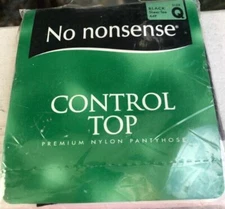 No nonsense®
BLACK
Q
CONTROL
TOP
PREMIUM NYLON PANTYHOSE